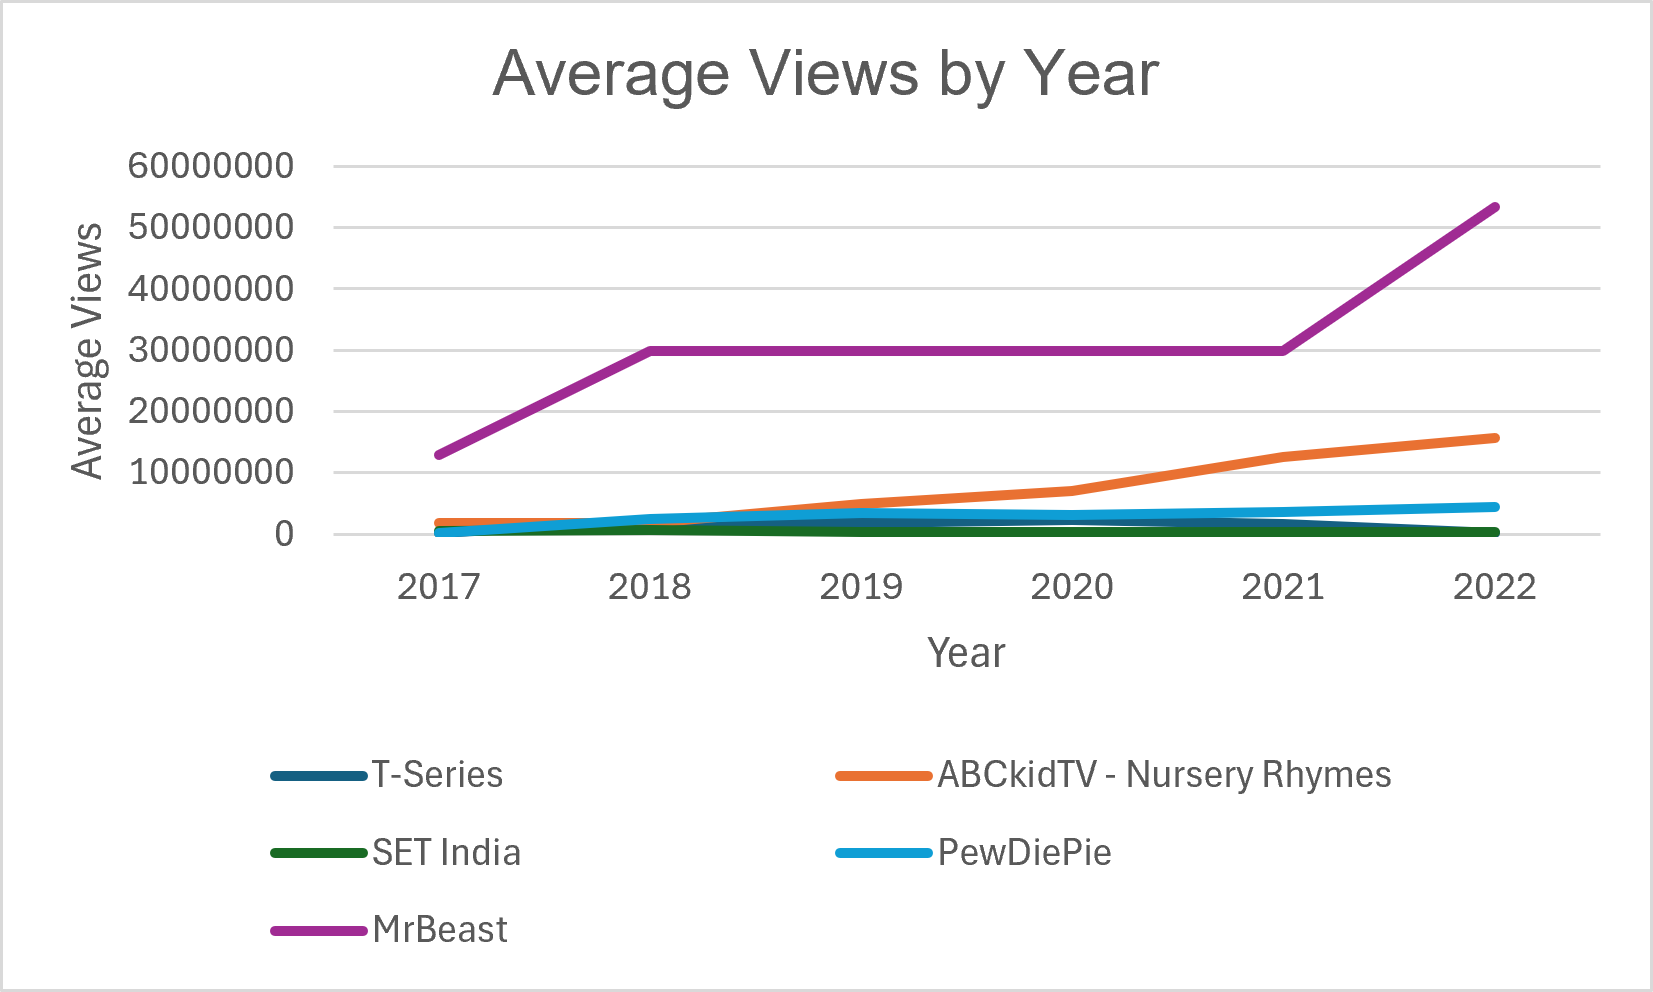 Average Views by Year
60000000
50000000
40000000
30000000
20000000
10000000
0
Average Views
2017 2018 2019 2020 2021 2022
Year
T-Series ABCkidTV - Nursery Rhymes
SET India PewDiePie
MrBeast